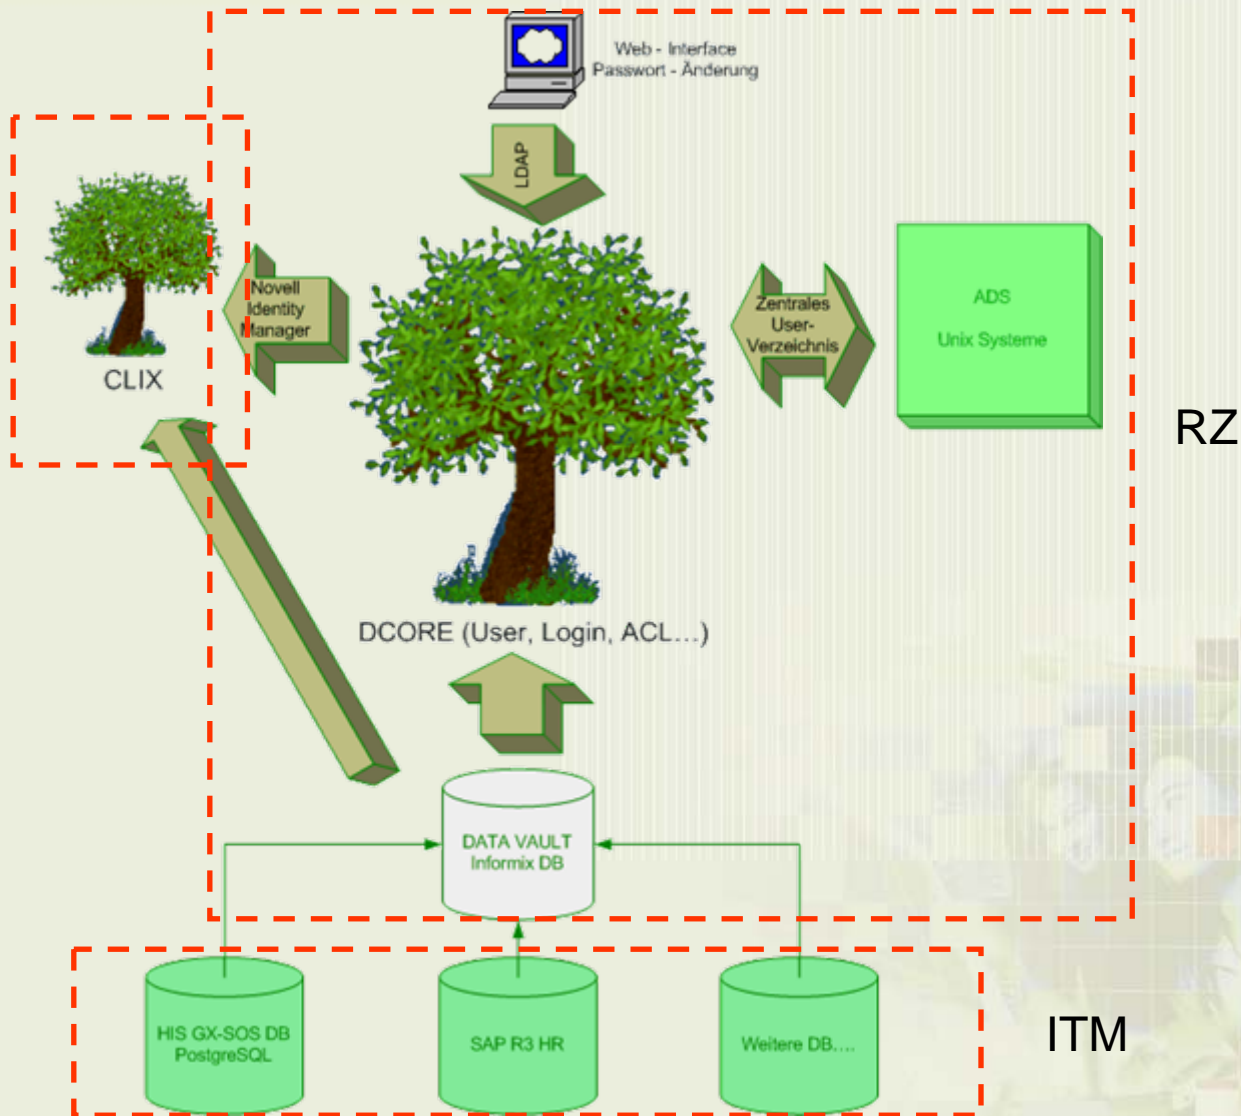 Web - Interface
Passwort - Änderung
LDAP
Novell
Identity
Manager
CLIX
Zentrales
User-
Verzeichnis
ADS
Unix Systeme
RZ
DCORE (User, Login, ACL...)
DATA VAULT
Informix DB
HIS GX-SOS DB
PostgreSQL
SAP R3 HR
Weitere DB....
ITM